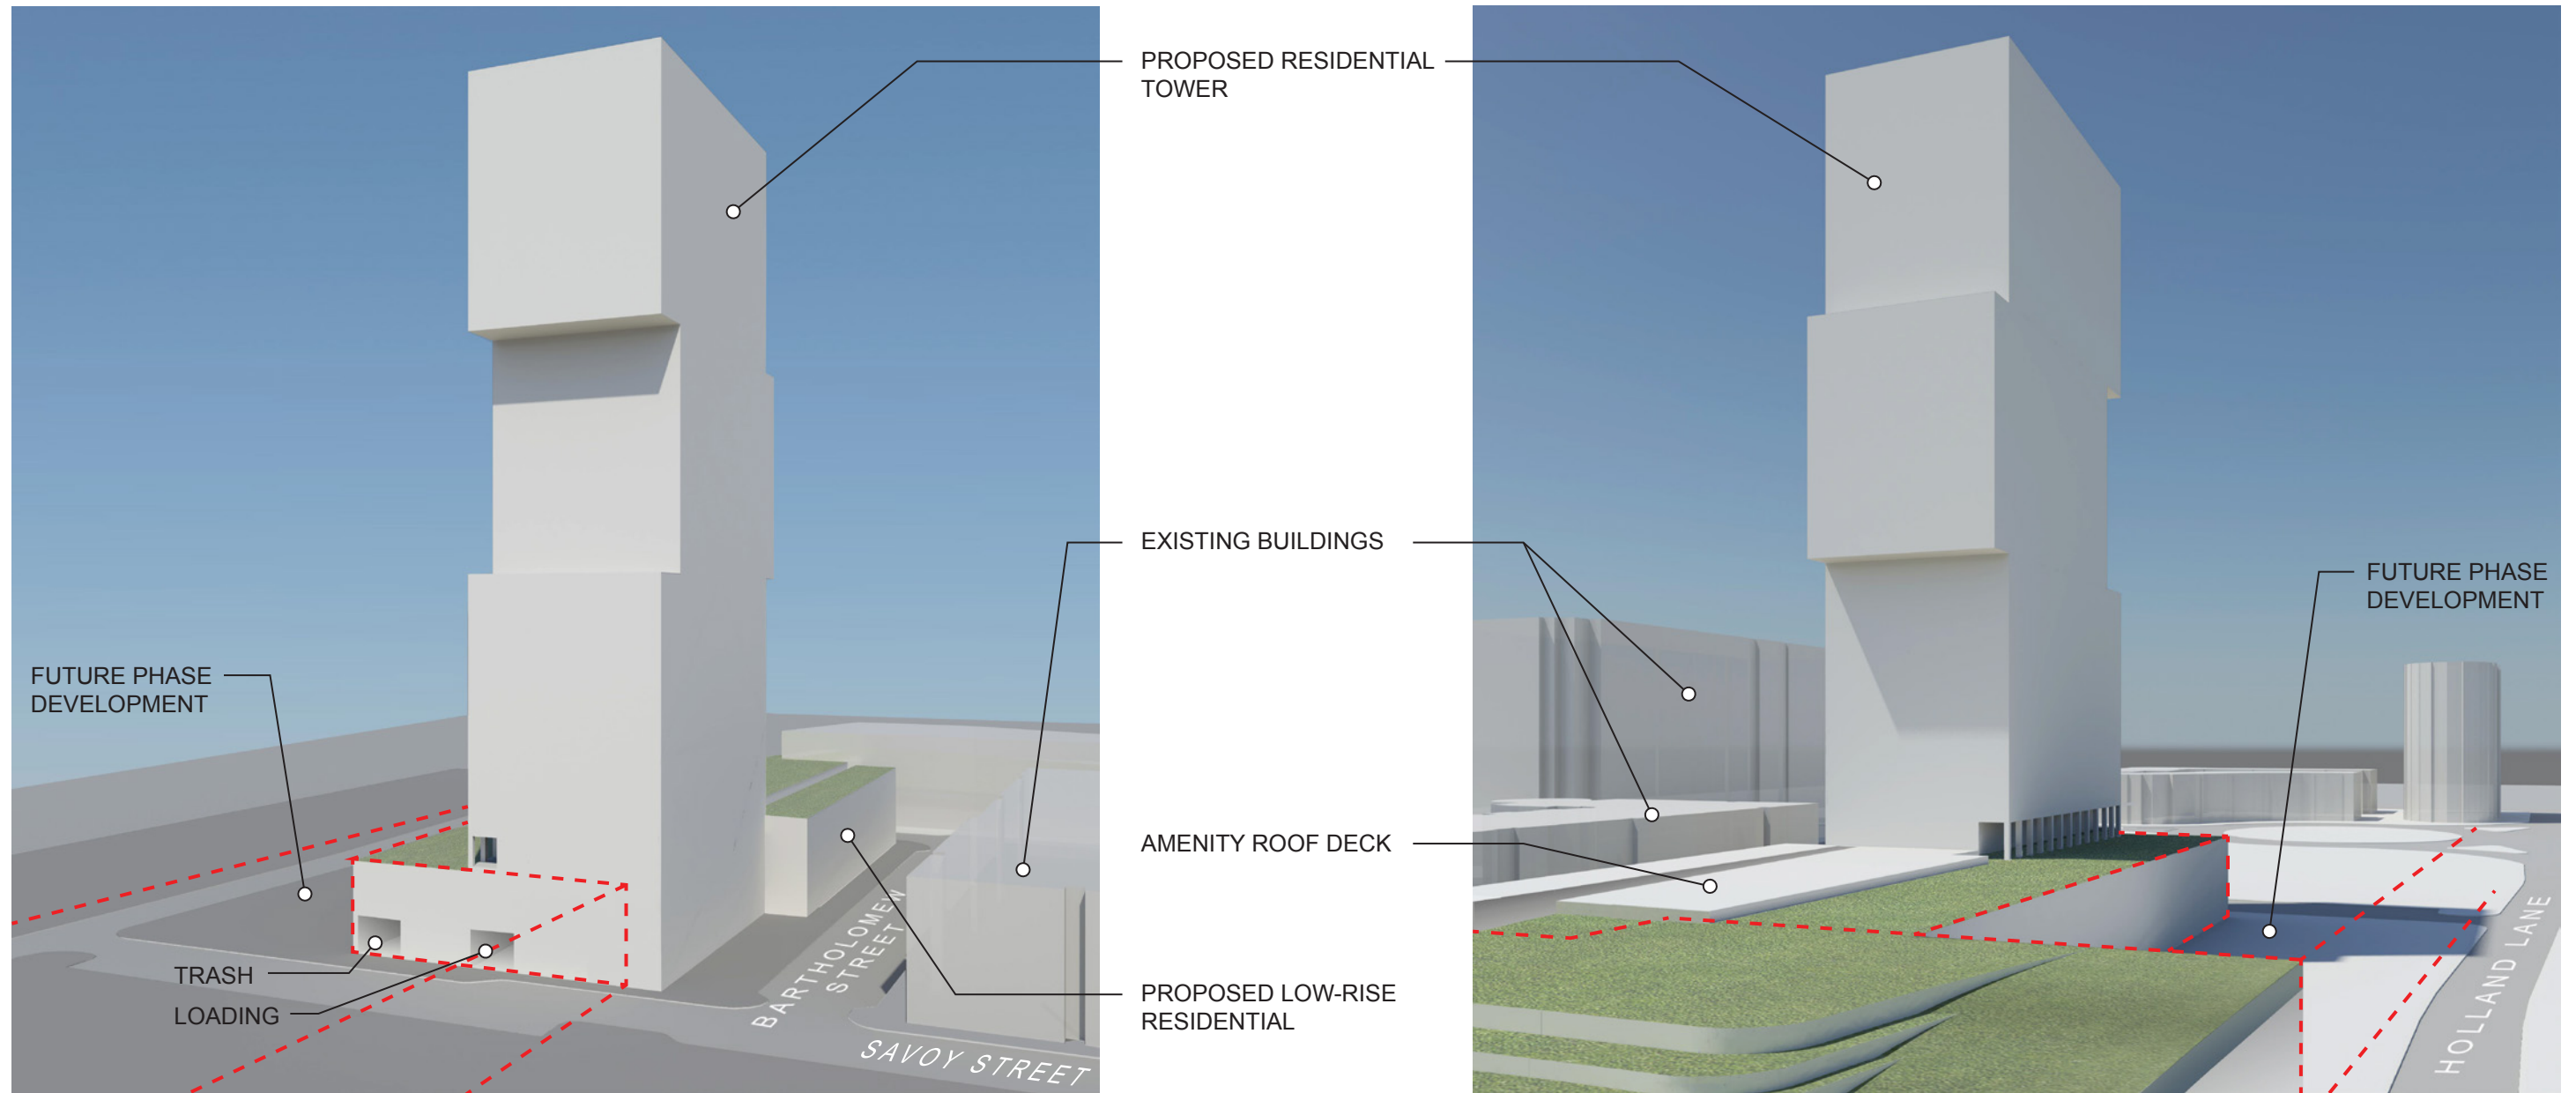 PROPOSED RESIDENTIAL
TOWER
EXISTING BUILDINGS
FUTURE PHASE
DEVELOPMENT
FUTURE PHASE
DEVELOPMENT
AMENITY ROOF DECK
TRASH
LOADING
PROPOSED LOW-RISE
RESIDENTIAL
BARTHOLOMEW
STREET
SAVOY STREET
HOLLAND LANE